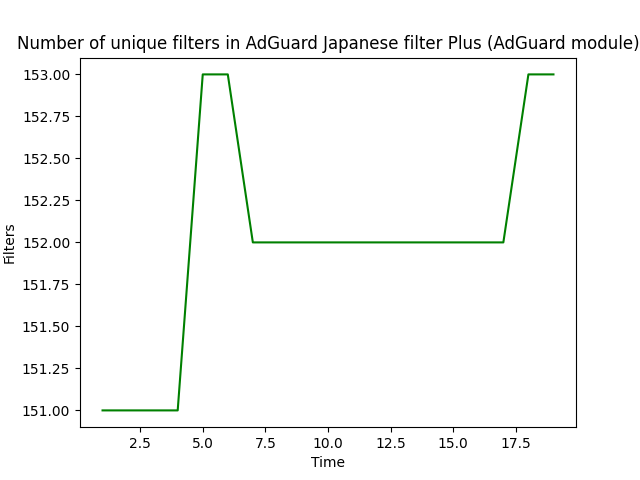 Number of unique filters in AdGuard Japanese filter Plus (AdGuard module)
153.00
152.75
152.50
152.25
152.00
151.75
151.50
151.25
151.00
Filters
2.5 5.0 7.5 10.0 12.5 15.0 17.5
Time